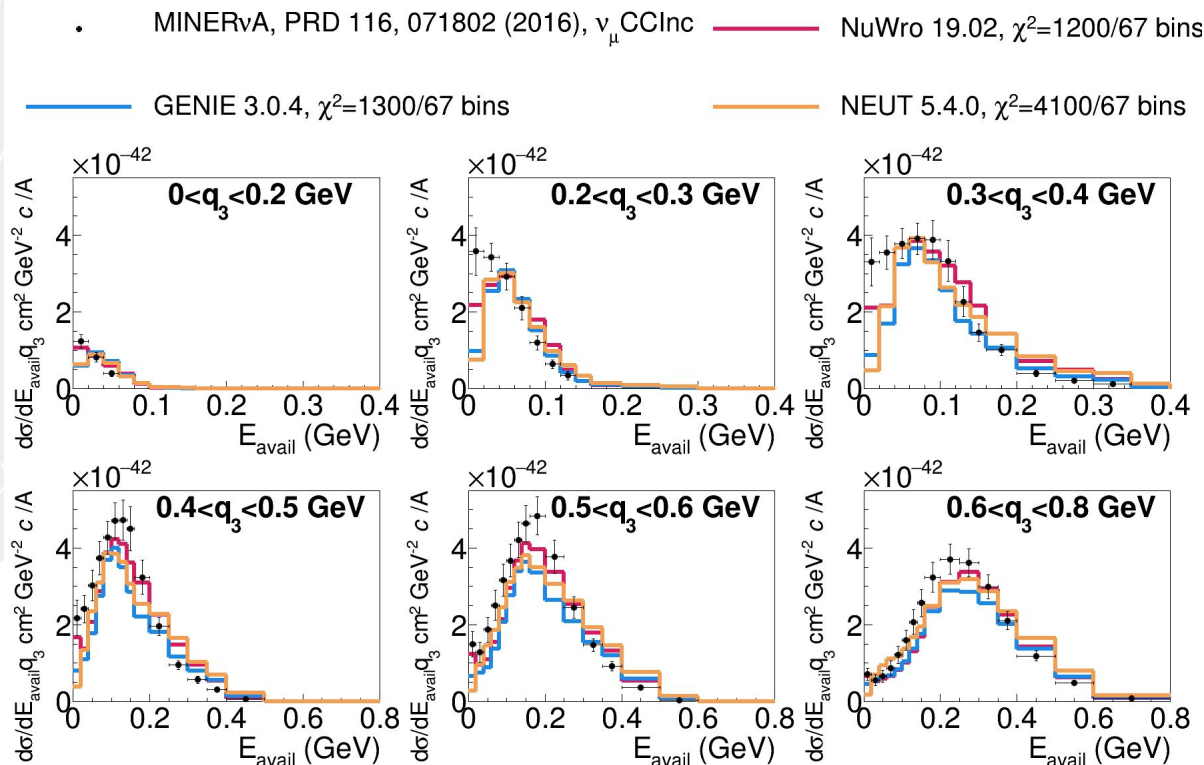 MINERνA, PRD 116, 071802 (2016), ν_μCCInc
NuWro 19.02, χ²=1200/67 bins
GENIE 3.0.4, χ²=1300/67 bins
NEUT 5.4.0, χ²=4100/67 bins
×10⁻⁴²
0<q₃<0.2 GeV
dσ/dE_avail q₃ cm² GeV⁻² c /A
4
2
0
0 0.1 0.2 0.3 0.4
E_avail (GeV)
×10⁻⁴²
0.2<q₃<0.3 GeV
dσ/dE_avail q₃ cm² GeV⁻² c /A
4
2
0
0 0.1 0.2 0.3 0.4
E_avail (GeV)
×10⁻⁴²
0.3<q₃<0.4 GeV
dσ/dE_avail q₃ cm² GeV⁻² c /A
4
2
0
0 0.1 0.2 0.3 0.4
E_avail (GeV)
×10⁻⁴²
0.4<q₃<0.5 GeV
dσ/dE_avail q₃ cm² GeV⁻² c /A
4
2
0
0 0.2 0.4 0.6 0.8
E_avail (GeV)
×10⁻⁴²
0.5<q₃<0.6 GeV
dσ/dE_avail q₃ cm² GeV⁻² c /A
4
2
0
0 0.2 0.4 0.6 0.8
E_avail (GeV)
×10⁻⁴²
0.6<q₃<0.8 GeV
dσ/dE_avail q₃ cm² GeV⁻² c /A
4
2
0
0 0.2 0.4 0.6 0.8
E_avail (GeV)